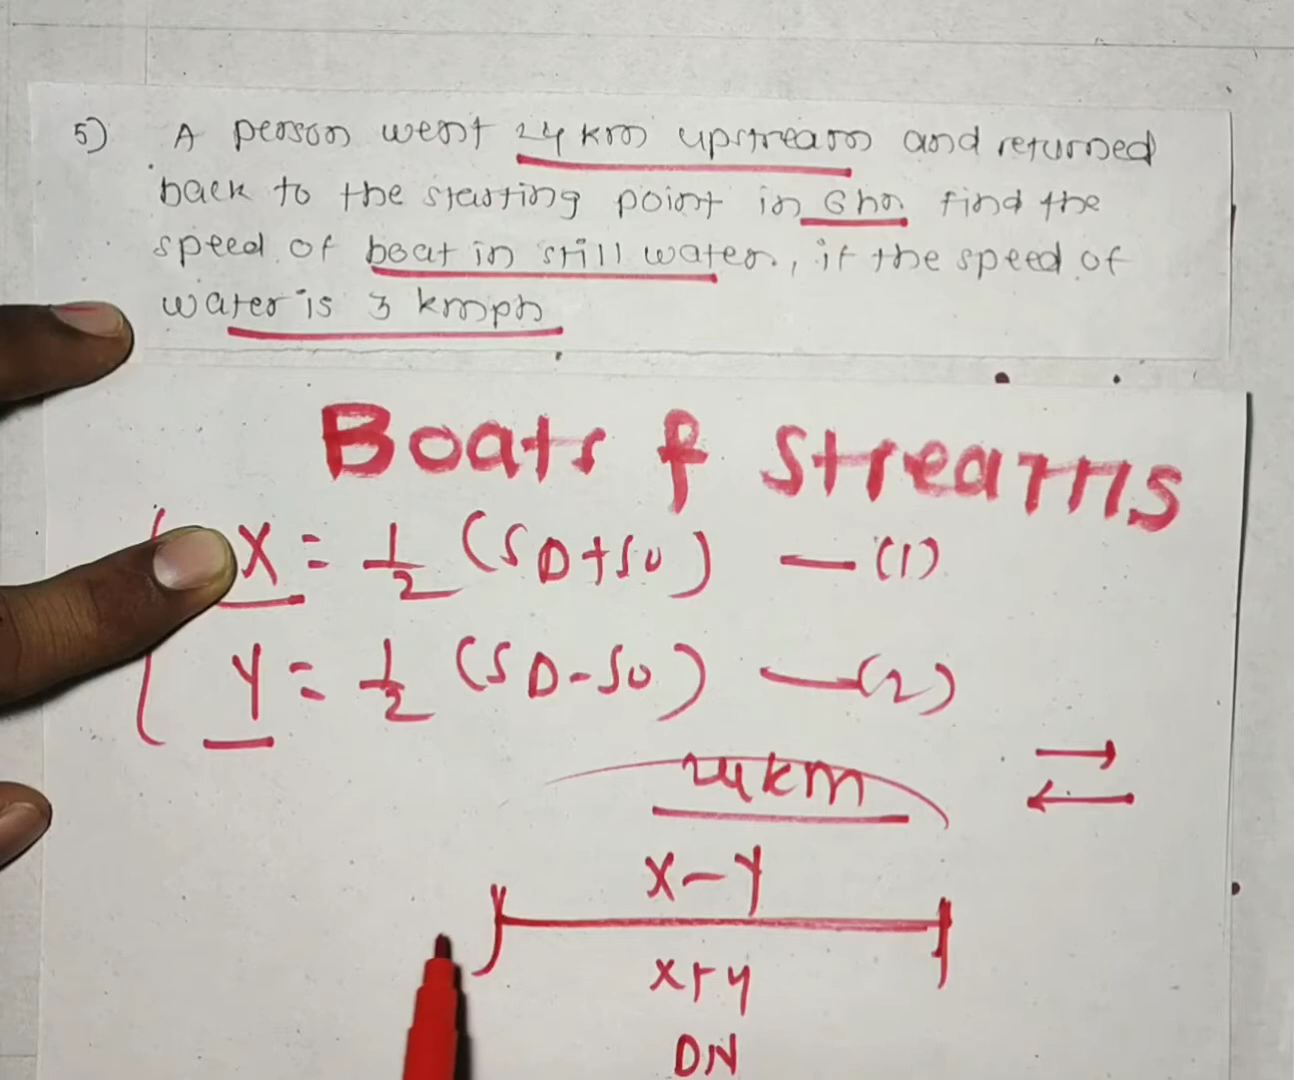 5) A person went 24 km upstream and returned
back to the starting point in 6hr. find the
speed of boat in still water, if the speed of
water is 3 kmph
Boats & Streams
X = 1/2 (SD+SU) — (1)
Y = 1/2 (SD-SU) — (2)
24km
X-Y
X+Y
DN